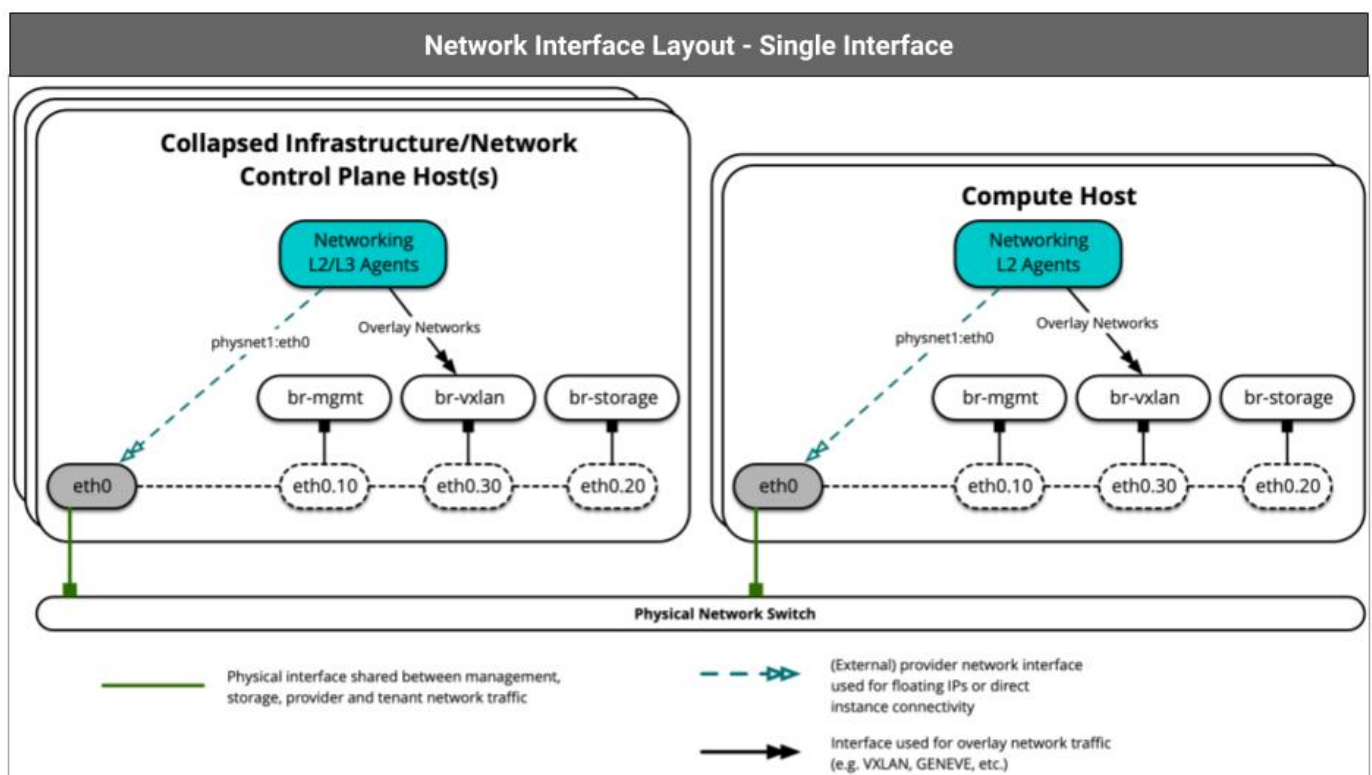 Network Interface Layout - Single Interface
Collapsed Infrastructure/Network
Control Plane Host(s)
Networking
L2/L3 Agents
physnet1:eth0
Overlay Networks
br-mgmt
br-vxlan
br-storage
eth0
eth0.10
eth0.30
eth0.20
Compute Host
Networking
L2 Agents
physnet1:eth0
Overlay Networks
br-mgmt
br-vxlan
br-storage
eth0
eth0.10
eth0.30
eth0.20
Physical Network Switch
Physical interface shared between management,
storage, provider and tenant network traffic
(External) provider network interface
used for floating IPs or direct
instance connectivity
Interface used for overlay network traffic
(e.g. VXLAN, GENEVE, etc.)